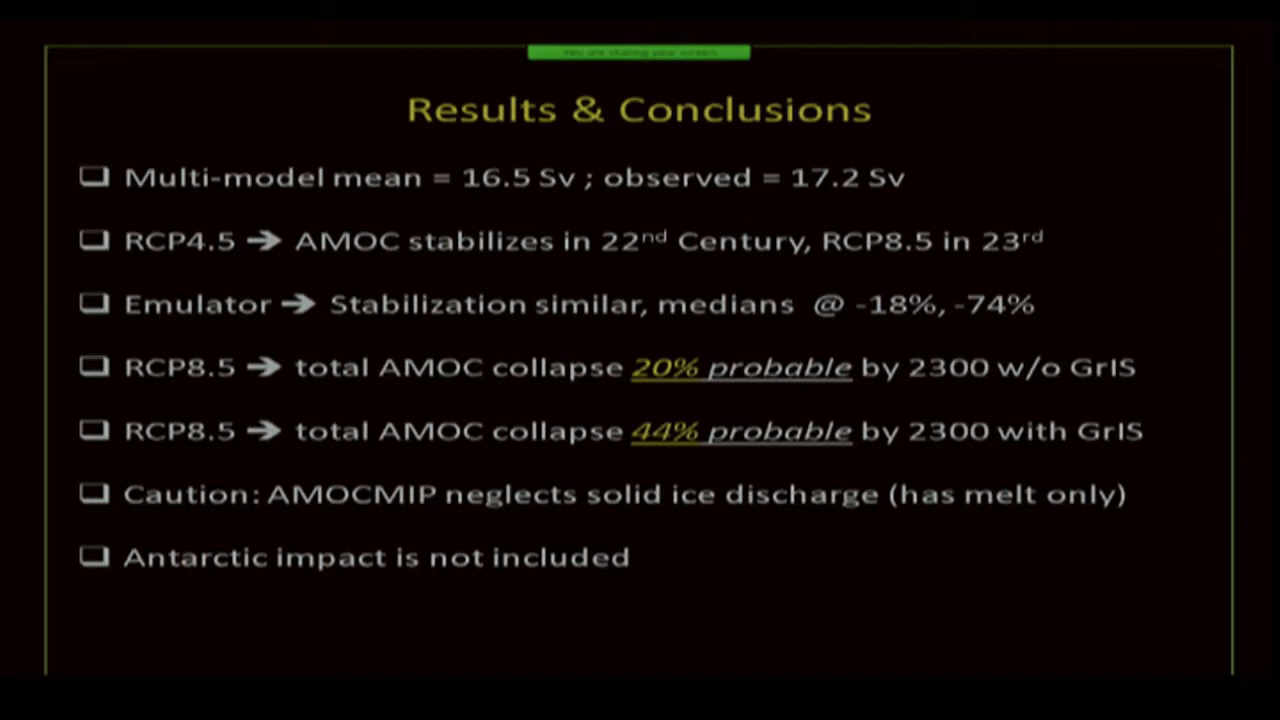 Results & Conclusions
❑ Multi-model mean = 16.5 Sv ; observed = 17.2 Sv
❑ RCP4.5 ➔ AMOC stabilizes in 22nd Century, RCP8.5 in 23rd
❑ Emulator ➔ Stabilization similar, medians @ -18%, -74%
❑ RCP8.5 ➔ total AMOC collapse 20% probable by 2300 w/o GrIS
❑ RCP8.5 ➔ total AMOC collapse 44% probable by 2300 with GrIS
❑ Caution: AMOCMIP neglects solid ice discharge (has melt only)
❑ Antarctic impact is not included